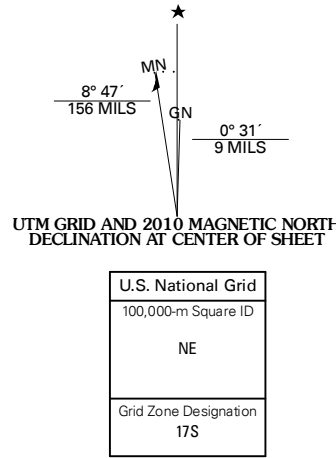 ★
MN
8° 47´
156 MILS
GN
0° 31´
9 MILS
UTM GRID AND 2010 MAGNETIC NORTH
DECLINATION AT CENTER OF SHEET
U.S. National Grid
100,000-m Square ID
NE
Grid Zone Designation
17S